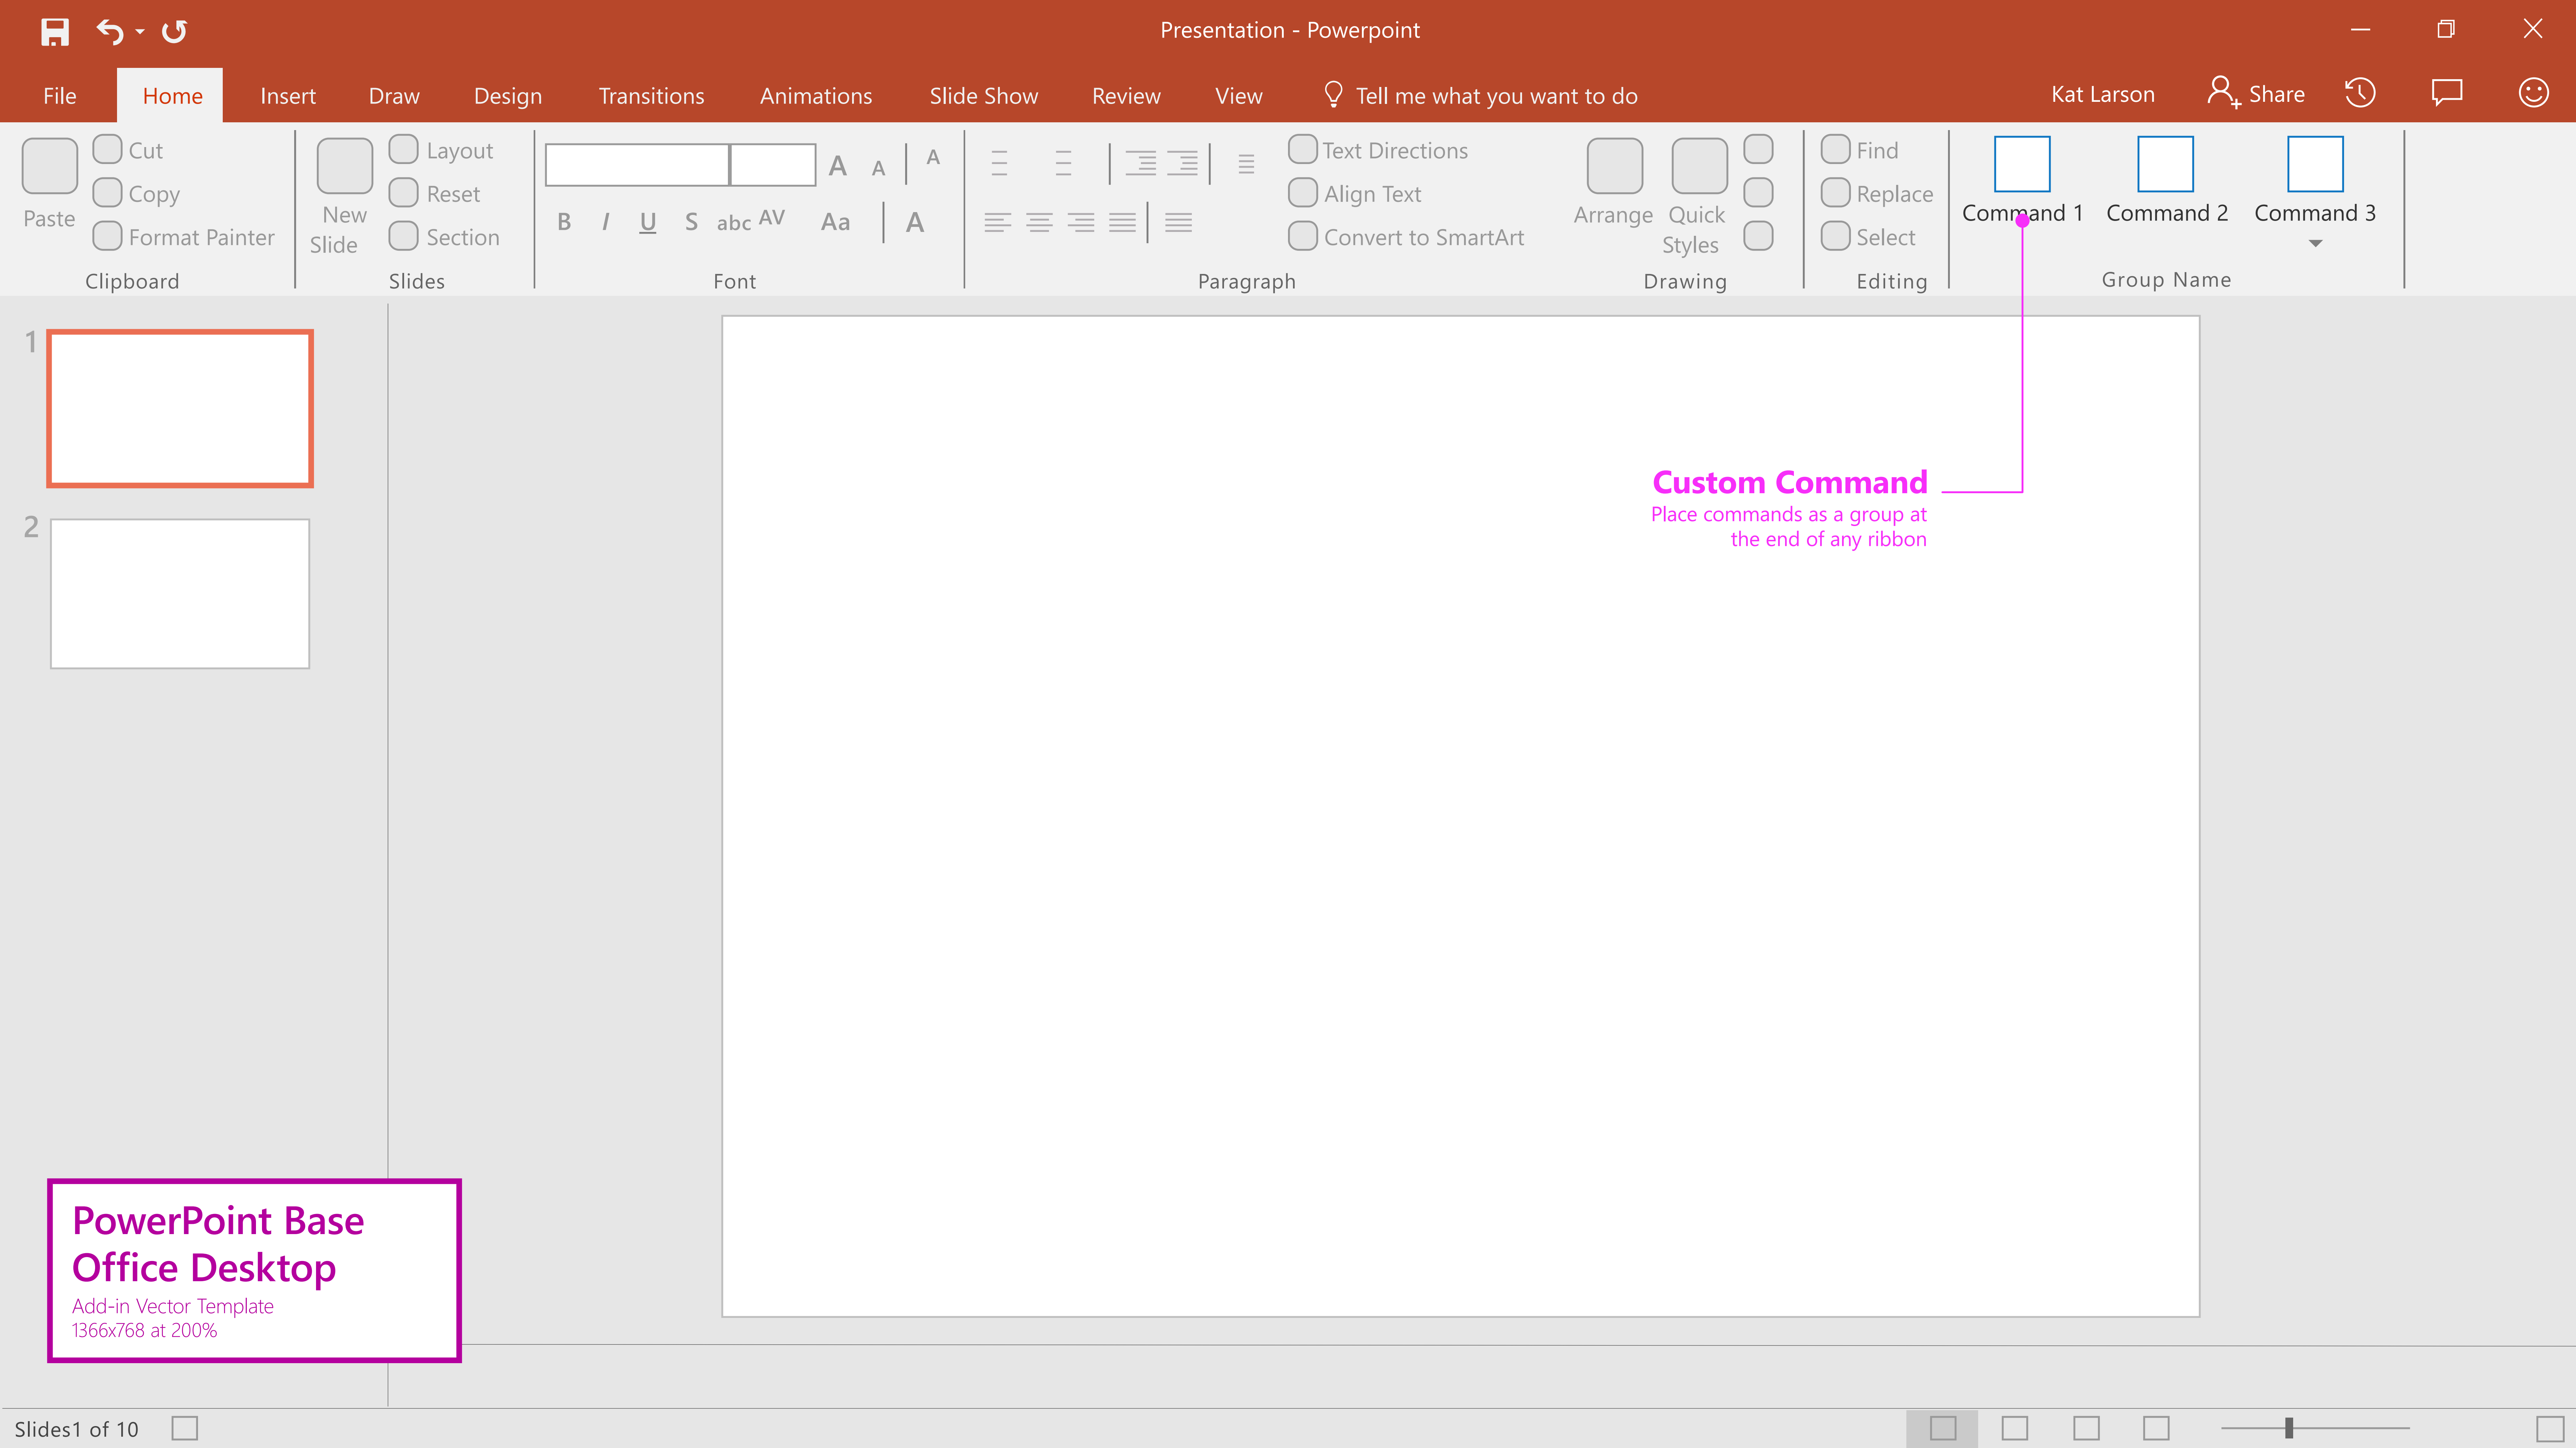 Presentation - Powerpoint
File Home Insert Draw Design Transitions Animations Slide Show Review View Tell me what you want to do Kat Larson Share
Paste
Cut
Copy
Format Painter
Clipboard
New
Slide
Layout
Reset
Section
Slides
A A A
B I U S abc AV Aa A
Font
Text Directions
Align Text
Convert to SmartArt
Paragraph
Arrange
Quick
Styles
Drawing
Find
Replace
Select
Editing
Command 1 Command 2 Command 3
Group Name
1
2
Custom Command
Place commands as a group at
the end of any ribbon
PowerPoint Base
Office Desktop
Add-in Vector Template
1366x768 at 200%
Slides1 of 10